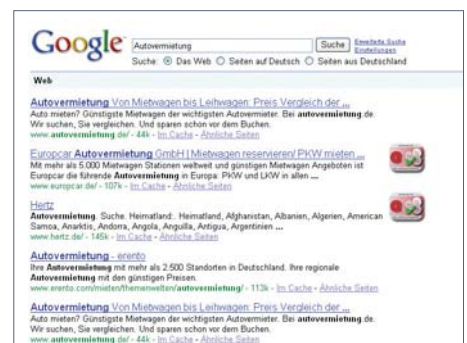 Google
Autovermietung Suche Erweiterte Suche
Einstellungen
Suche: Das Web Seiten auf Deutsch Seiten aus Deutschland
Web
Autovermietung Von Mietwagen bis Leihwagen: Preis Vergleich der ...
Auto mieten? Günstigste Mietwagen der wichtigsten Autovermieter. Bei autovermietung.de.
Wir suchen, Sie vergleichen. Und sparen schon vor dem Buchen.
www.autovermietung.de/ - 44k - Im Cache - Ähnliche Seiten
Europcar Autovermietung GmbH | Mietwagen reservieren/ PKW mieten ...
Mit mehr als 5.000 Mietwagen Stationen weltweit und günstigen Mietwagen Angeboten ist
Europcar die führende Autovermietung in Europa: PKW und LKW in allen ...
www.europcar.de/ - 107k - Im Cache - Ähnliche Seiten
Hertz
Autovermietung. Suche. Heimatland:. Heimatland, Afghanistan, Albanien, Algerien, American
Samoa, Anarktis, Andorra, Angola, Anguilla, Antigua, Argentinien ...
www.hertz.de/ - 145k - Im Cache - Ähnliche Seiten
Autovermietung - erento
Ihre Autovermietung mit mehr als 2.500 Standorten in Deutschland. Ihre regionale
Autovermietung mit den günstigen Preisen.
www.erento.com/mieten/themenwelten/autovermietung/ - 113k - Im Cache - Ähnliche Seiten
Autovermietung Von Mietwagen bis Leihwagen: Preis Vergleich der ...
Auto mieten? Günstigste Mietwagen der wichtigsten Autovermieter. Bei autovermietung.de.
Wir suchen, Sie vergleichen. Und sparen schon vor dem Buchen.
www.autovermietung.de/ - 44k - Im Cache - Ähnliche Seiten